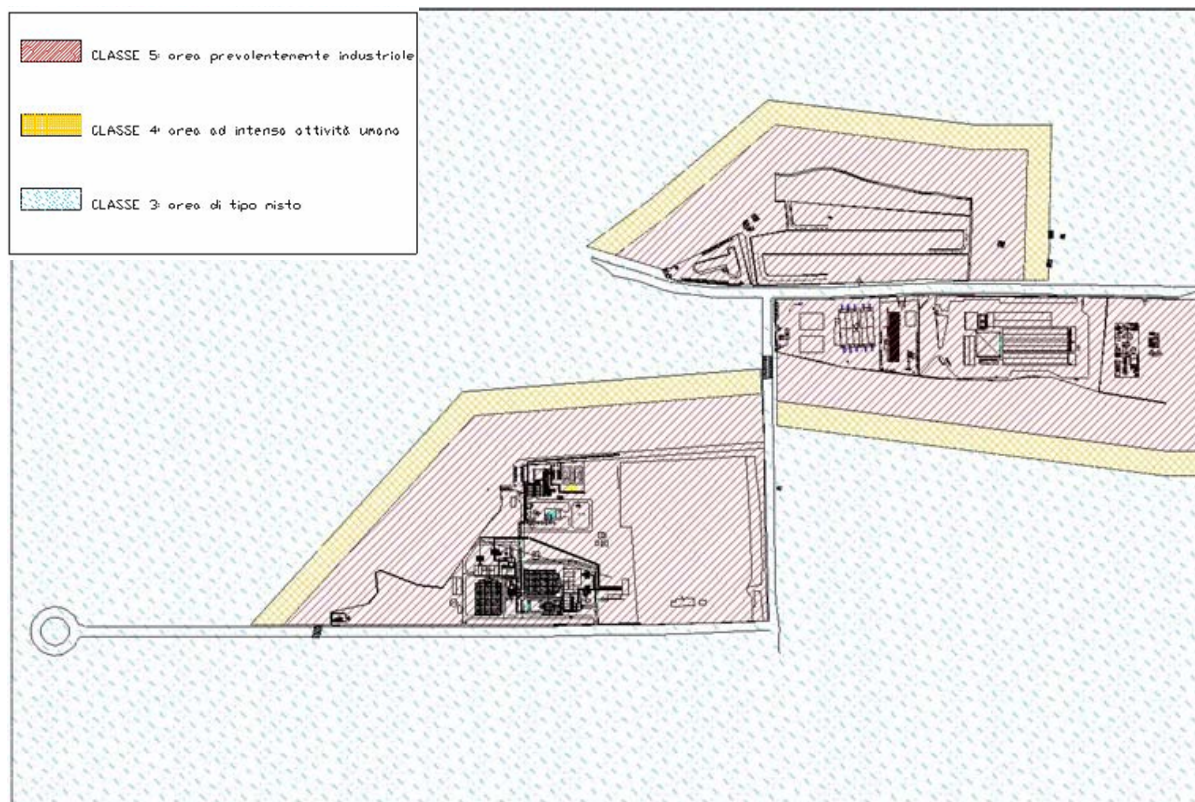 CLASSE 5: area prevalentemente industriale
CLASSE 4: area ad intensa attività umana
CLASSE 3: area di tipo misto